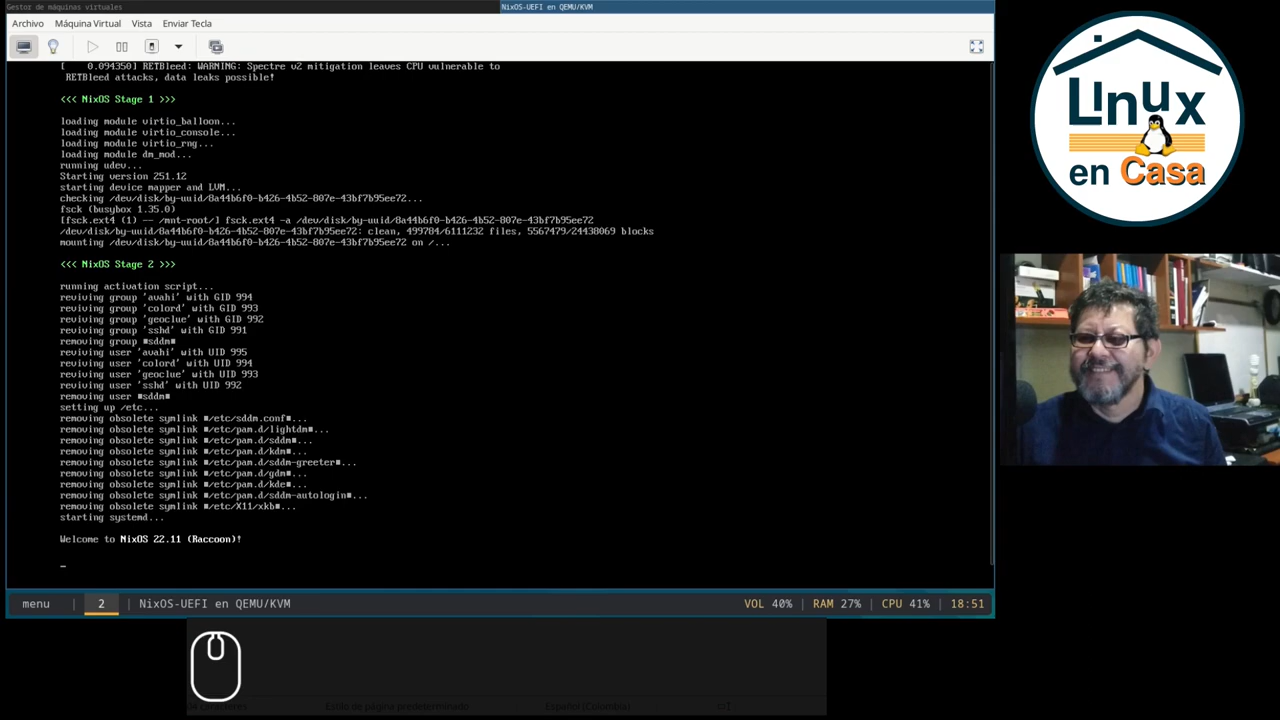 Gestor de máquinas virtuales
NixOS-UEFI en QEMU/KVM
Archivo Máquina Virtual Vista Enviar Tecla
[    0.094350] RETBleed: WARNING: Spectre v2 mitigation leaves CPU vulnerable to
RETBleed attacks, data leaks possible!
<<< NixOS Stage 1 >>>
loading module virtio_balloon...
loading module virtio_console...
loading module virtio_rng...
loading module dm_mod...
running udev...
Starting version 251.12
starting device mapper and LVM...
checking /dev/disk/by-uuid/8a44b6f0-b426-4b52-807e-43bf7b95ee72...
fsck (busybox 1.35.0)
[fsck.ext4 (1) -- /mnt-root/] fsck.ext4 -a /dev/disk/by-uuid/8a44b6f0-b426-4b52-807e-43bf7b95ee72
/dev/disk/by-uuid/8a44b6f0-b426-4b52-807e-43bf7b95ee72: clean, 499784/6111232 files, 5567479/24438069 blocks
mounting /dev/disk/by-uuid/8a44b6f0-b426-4b52-807e-43bf7b95ee72 on /...
<<< NixOS Stage 2 >>>
running activation script...
reviving group 'avahi' with GID 994
reviving group 'colord' with GID 993
reviving group 'geoclue' with GID 992
reviving group 'sshd' with GID 991
removing group ■sddm■
reviving user 'avahi' with UID 995
reviving user 'colord' with UID 994
reviving user 'geoclue' with UID 993
reviving user 'sshd' with UID 992
removing user ■sddm■
setting up /etc...
removing obsolete symlink ■/etc/sddm.conf■...
removing obsolete symlink ■/etc/pam.d/lightdm■...
removing obsolete symlink ■/etc/pam.d/sddm■...
removing obsolete symlink ■/etc/pam.d/kdm■...
removing obsolete symlink ■/etc/pam.d/sddm-greeter■...
removing obsolete symlink ■/etc/pam.d/gdm■...
removing obsolete symlink ■/etc/pam.d/kde■...
removing obsolete symlink ■/etc/pam.d/sddm-autologin■...
removing obsolete symlink ■/etc/X11/xkb■...
starting systemd...
Welcome to NixOS 22.11 (Raccoon)!
_
menu | 2 | NixOS-UEFI en QEMU/KVM VOL 40% | RAM 27% | CPU 41% | 18:51
caracteres Estilo de página predeterminado Español (Colombia)
LInux
en Casa